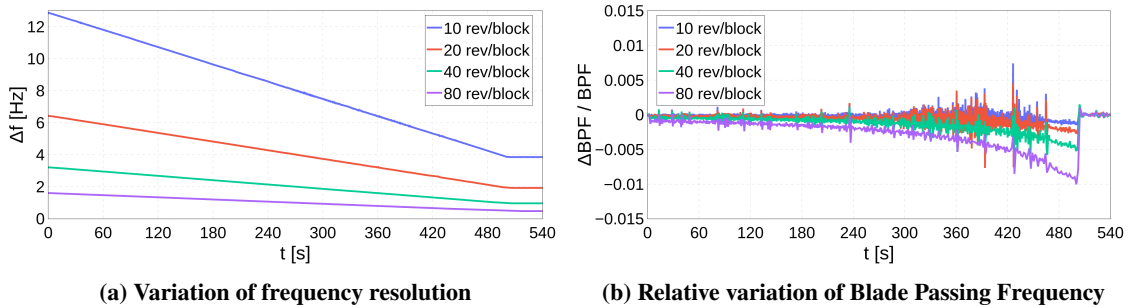 12
10
8
6
4
2
0
Δf [Hz]
0 60 120 180 240 300 360 420 480 540
t [s]
10 rev/block
20 rev/block
40 rev/block
80 rev/block
(a) Variation of frequency resolution
0.015
0.01
0.005
0
−0.005
−0.01
−0.015
ΔBPF / BPF
0 60 120 180 240 300 360 420 480 540
t [s]
10 rev/block
20 rev/block
40 rev/block
80 rev/block
(b) Relative variation of Blade Passing Frequency